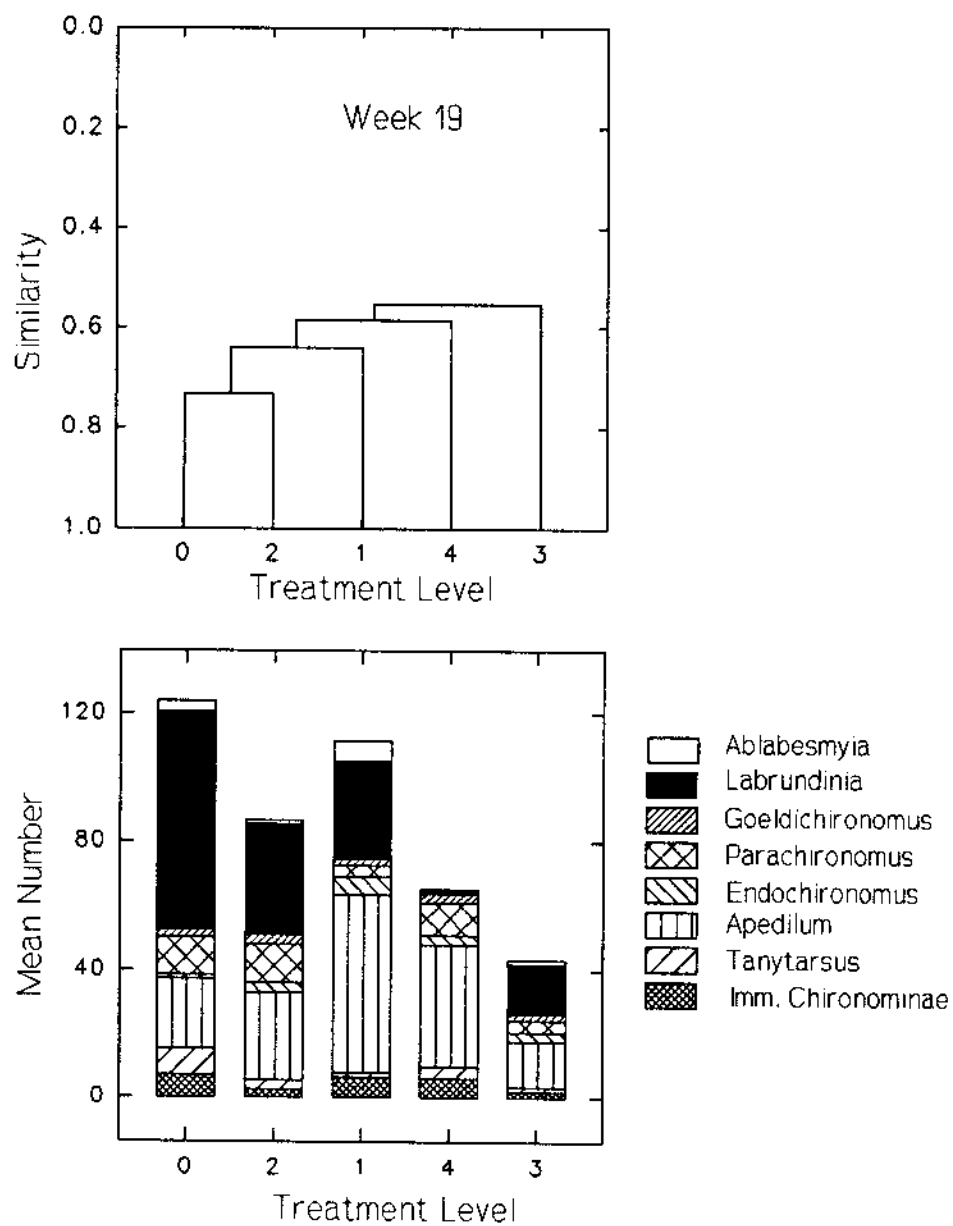 0.0
Week 19
0.2
0.4
Similarity
0.6
0.8
1.0
0 2 1 4 3
Treatment Level
120
80
Mean Number
40
0
0 2 1 4 3
Treatment Level
Ablabesmyia
Labrundinia
Goeldichironomus
Parachironomus
Endochironomus
Apedilum
Tanytarsus
Imm. Chironominae